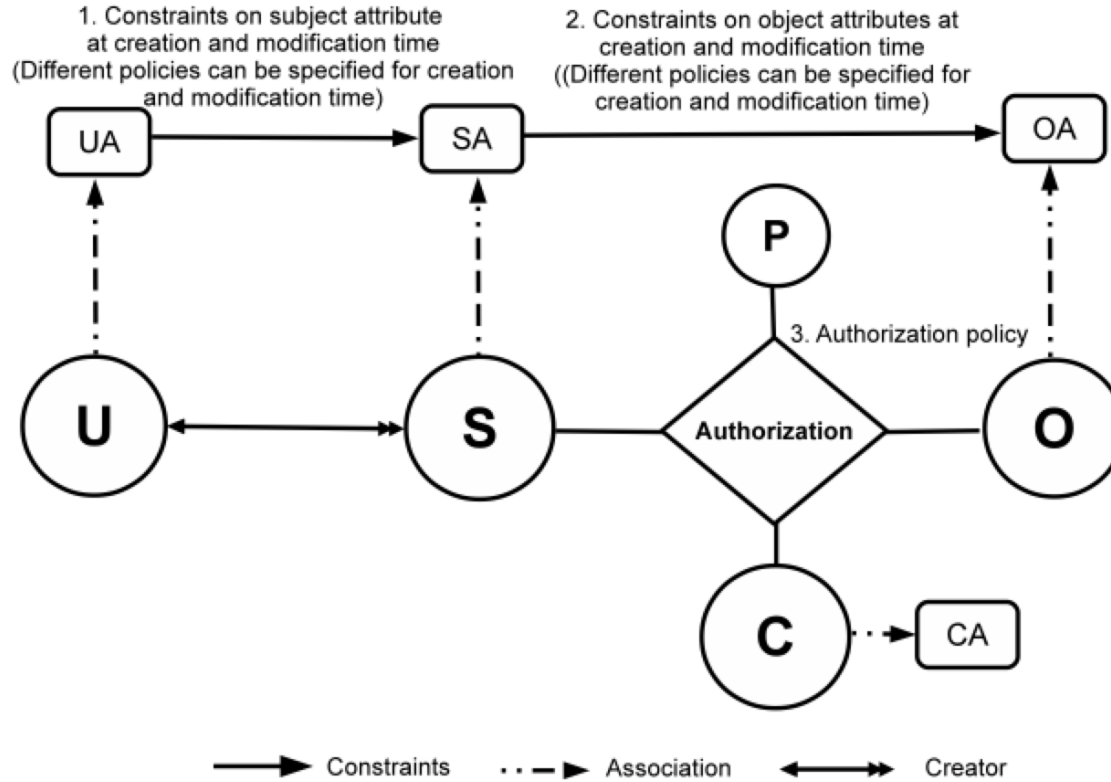 1. Constraints on subject attribute
at creation and modification time
(Different policies can be specified for creation
and modification time)
2. Constraints on object attributes at
creation and modification time
((Different policies can be specified for
creation and modification time)
UA
SA
OA
P
3. Authorization policy
U
S
Authorization
O
C
CA
Constraints
Association
Creator